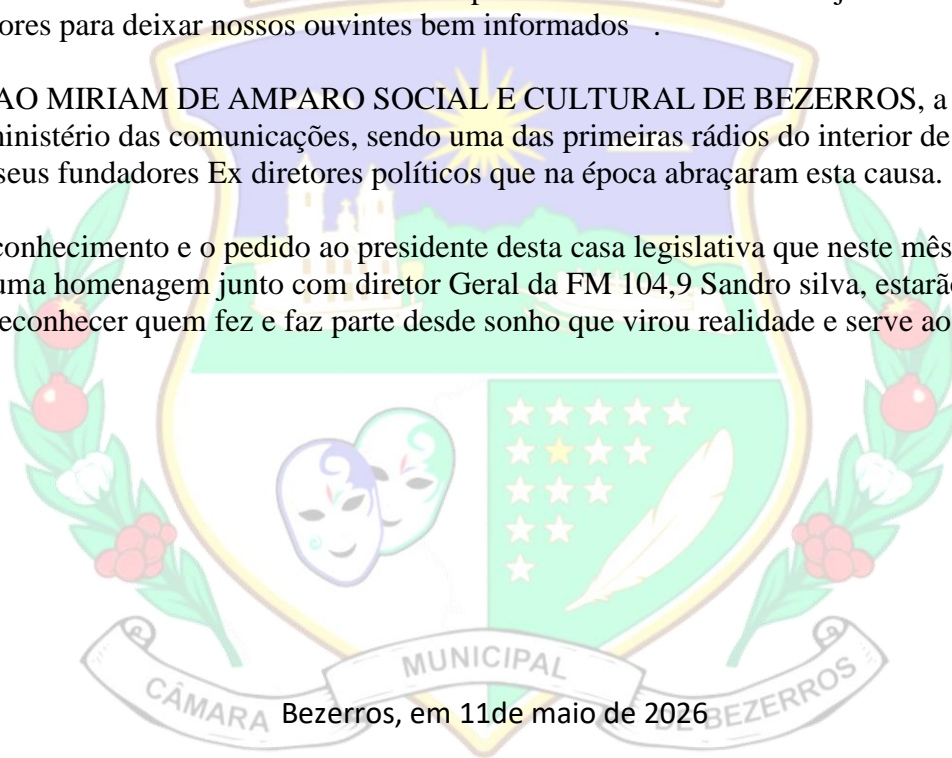 ores para deixar nossos ouvintes bem informados .
AO MIRIAM DE AMPARO SOCIAL E CULTURAL DE BEZERROS, a
ministério das comunicações, sendo uma das primeiras rádios do interior de
seus fundadores Ex diretores políticos que na época abraçaram esta causa.
conhecimento e o pedido ao presidente desta casa legislativa que neste mês
uma homenagem junto com diretor Geral da FM 104,9 Sandro silva, estarão
econhecer quem fez e faz parte desde sonho que virou realidade e serve ao
CÂMARA MUNICIPAL DE BEZERROS
Bezerros, em 11de maio de 2026